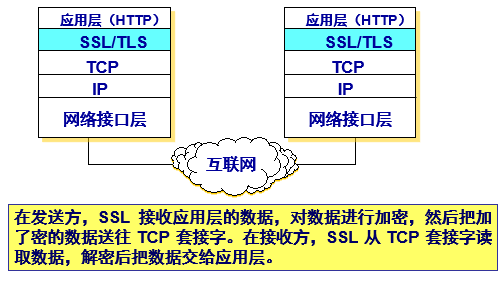 应用层（HTTP）
SSL/TLS
TCP
IP
网络接口层
应用层（HTTP）
SSL/TLS
TCP
IP
网络接口层
互联网
在发送方，SSL 接收应用层的数据，对数据进行加密，然后把加
了密的数据送往 TCP 套接字。在接收方，SSL 从 TCP 套接字读
取数据，解密后把数据交给应用层。